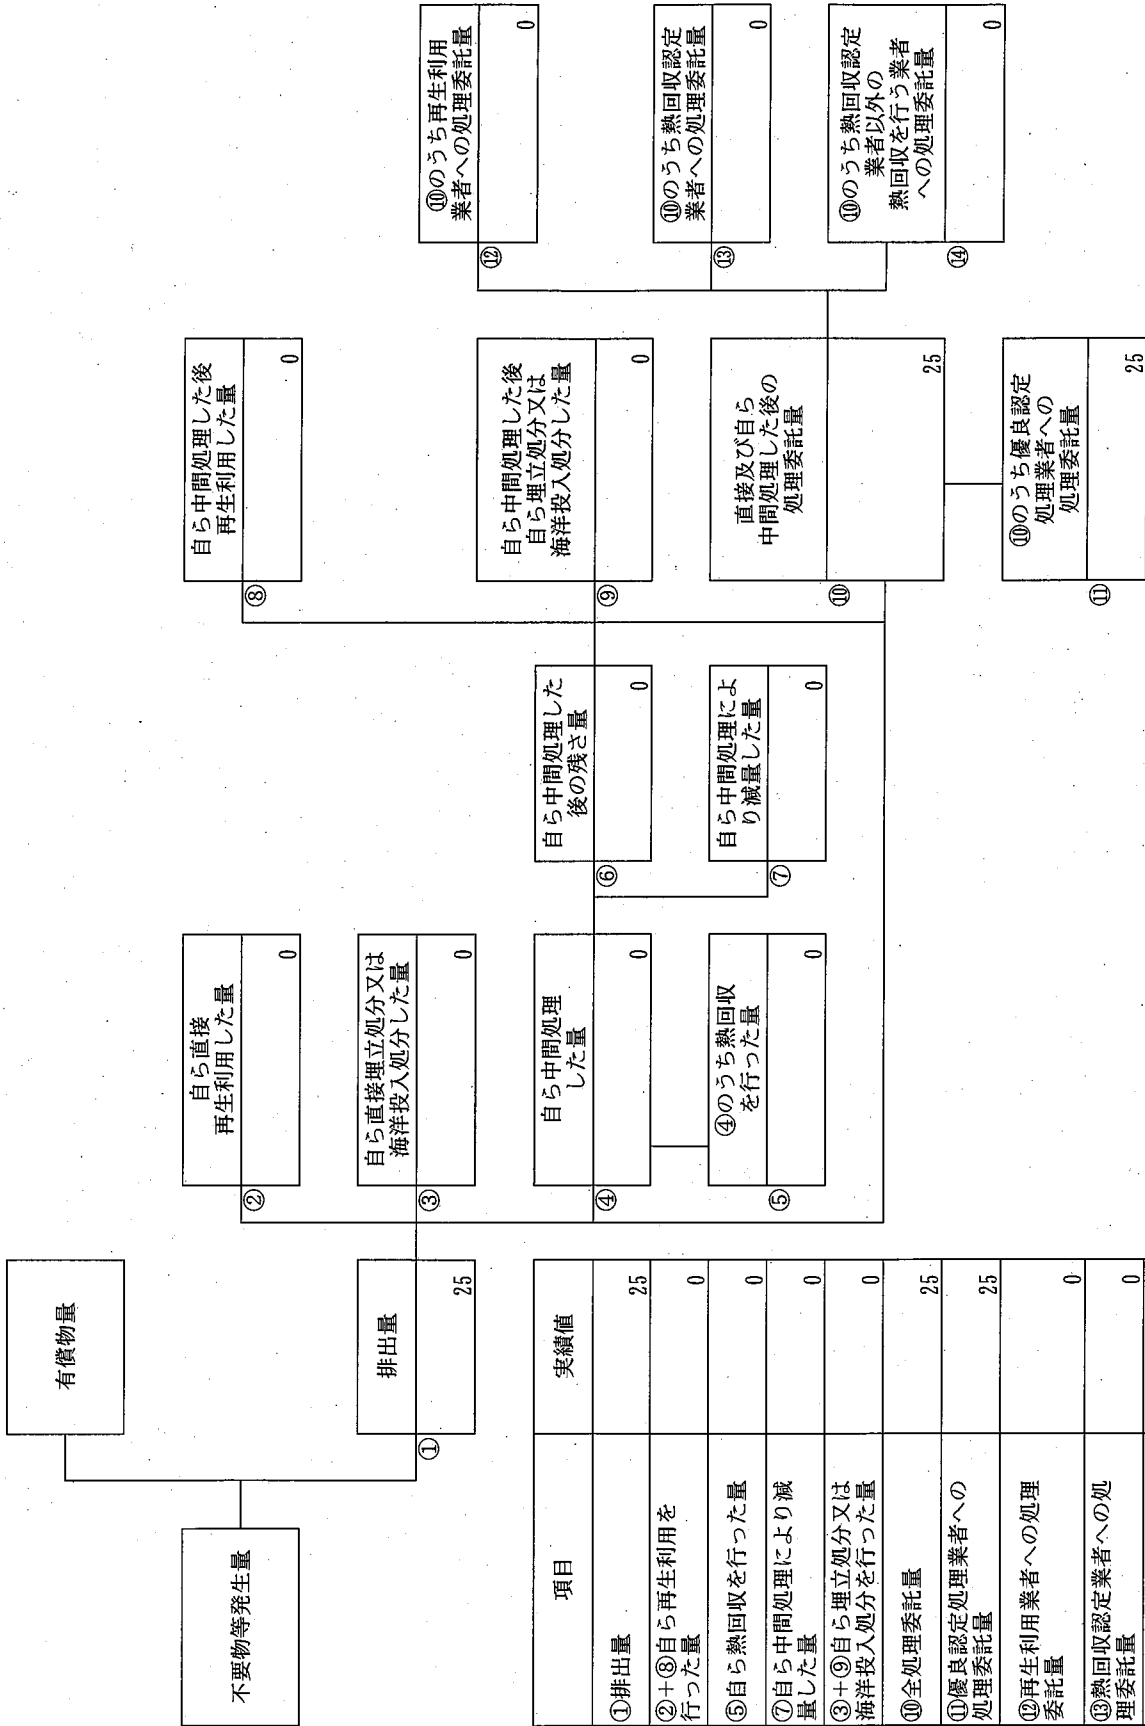 不要物等発生量
有償物量
①
排出量
25
②
自ら直接
再生利用した量
0
③
自ら直接埋立処分又は
海洋投入処分した量
0
④
自ら中間処理
した量
0
⑤
④のうち熱回収
を行った量
0
⑥
自ら中間処理した
後の残さ量
0
⑦
自ら中間処理によ
り減量した量
0
⑧
自ら中間処理した後
再生利用した量
0
⑨
自ら中間処理した後
自ら埋立処分又は
海洋投入処分した量
0
⑩
直接及び自ら
中間処理した後の
処理委託量
25
⑪
⑩のうち優良認定
処理業者への
処理委託量
25
⑫
⑩のうち再生利用
業者への処理委託量
0
⑬
⑩のうち熱回収認定
業者への処理委託量
0
⑭
⑩のうち熱回収認定
業者以外の
熱回収を行う業者
への処理委託量
0
項目 実績値
①排出量 25
②+⑧自ら再生利用を
行った量 0
⑤自ら熱回収を行った量 0
⑦自ら中間処理により減
量した量 0
③+⑨自ら埋立処分又は
海洋投入処分を行った量 0
⑩全処理委託量 25
⑪優良認定処理業者への
処理委託量 25
⑫再生利用業者への処理
委託量 0
⑬熱回収認定業者への処
理委託量 0